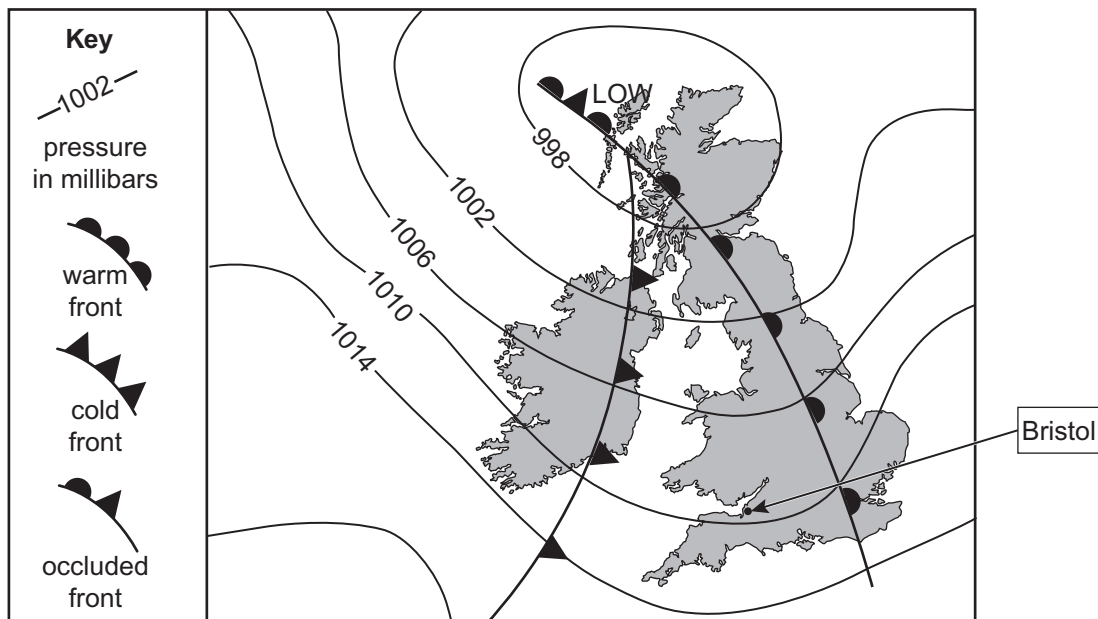 Key
1002
pressure
in millibars
warm
front
cold
front
occluded
front
LOW
998
1002
1006
1010
1014
Bristol